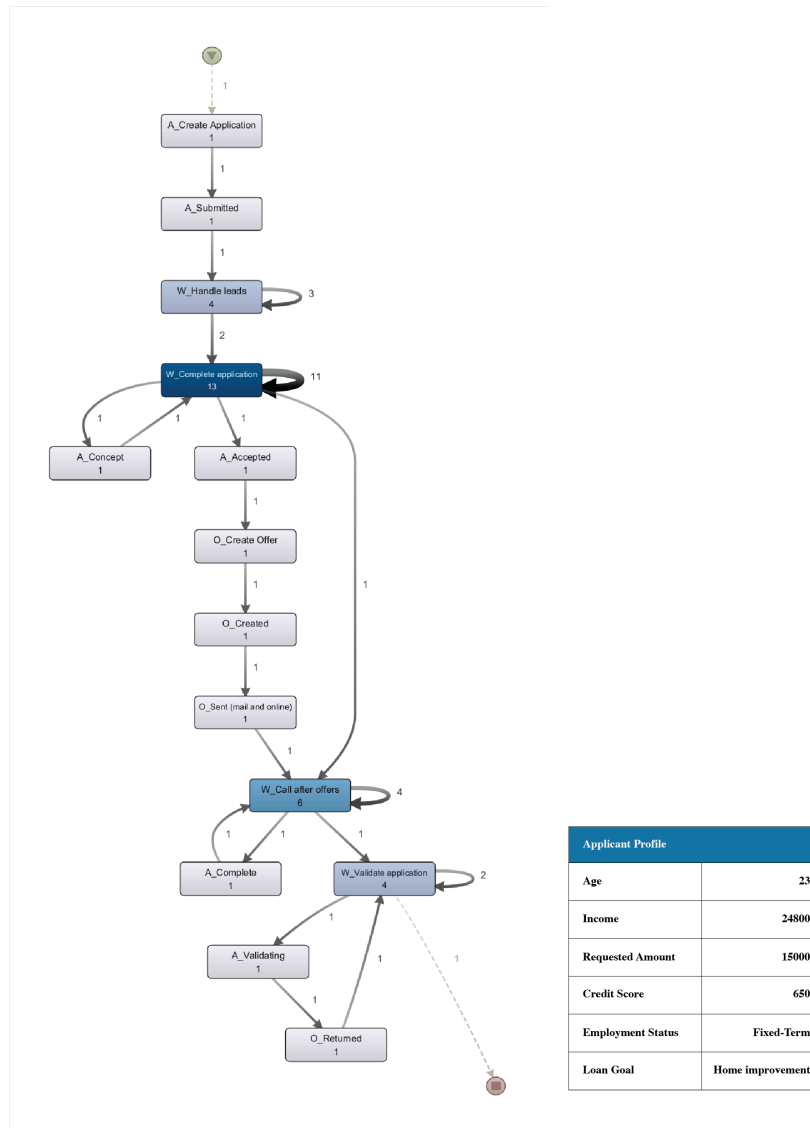 1
A_Create Application
1
1
A_Submitted
1
1
W_Handle leads
4
3
2
W_Complete application
13
11
1
1
1
A_Concept
1
A_Accepted
1
1
O_Create Offer
1
1
1
O_Created
1
1
O_Sent (mail and online)
1
1
W_Call after offers
6
4
1
1
1
A_Complete
1
W_Validate application
4
2
1
A_Validating
1
1
1
1
O_Returned
1
Applicant Profile
Age 23
Income 24800
Requested Amount 15000
Credit Score 650
Employment Status Fixed-Term
Loan Goal Home improvement